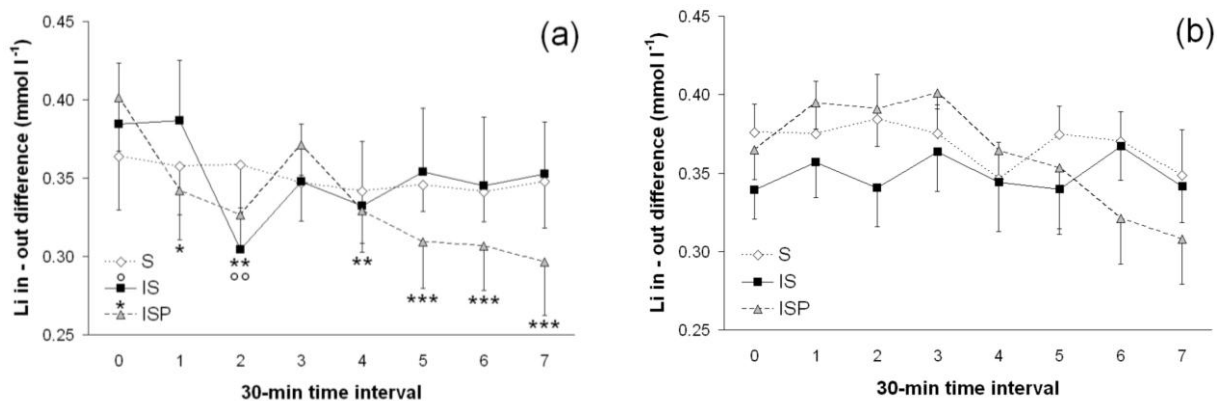 (a)
Li in - out difference (mmol l⁻¹)
0.45
0.40
0.35
0.30
0.25
S
IS
ISP
*
**
°°
**
***
***
***
°
*
0 1 2 3 4 5 6 7
30-min time interval
(b)
Li in - out difference (mmol l⁻¹)
0.45
0.40
0.35
0.30
0.25
S
IS
ISP
0 1 2 3 4 5 6 7
30-min time interval